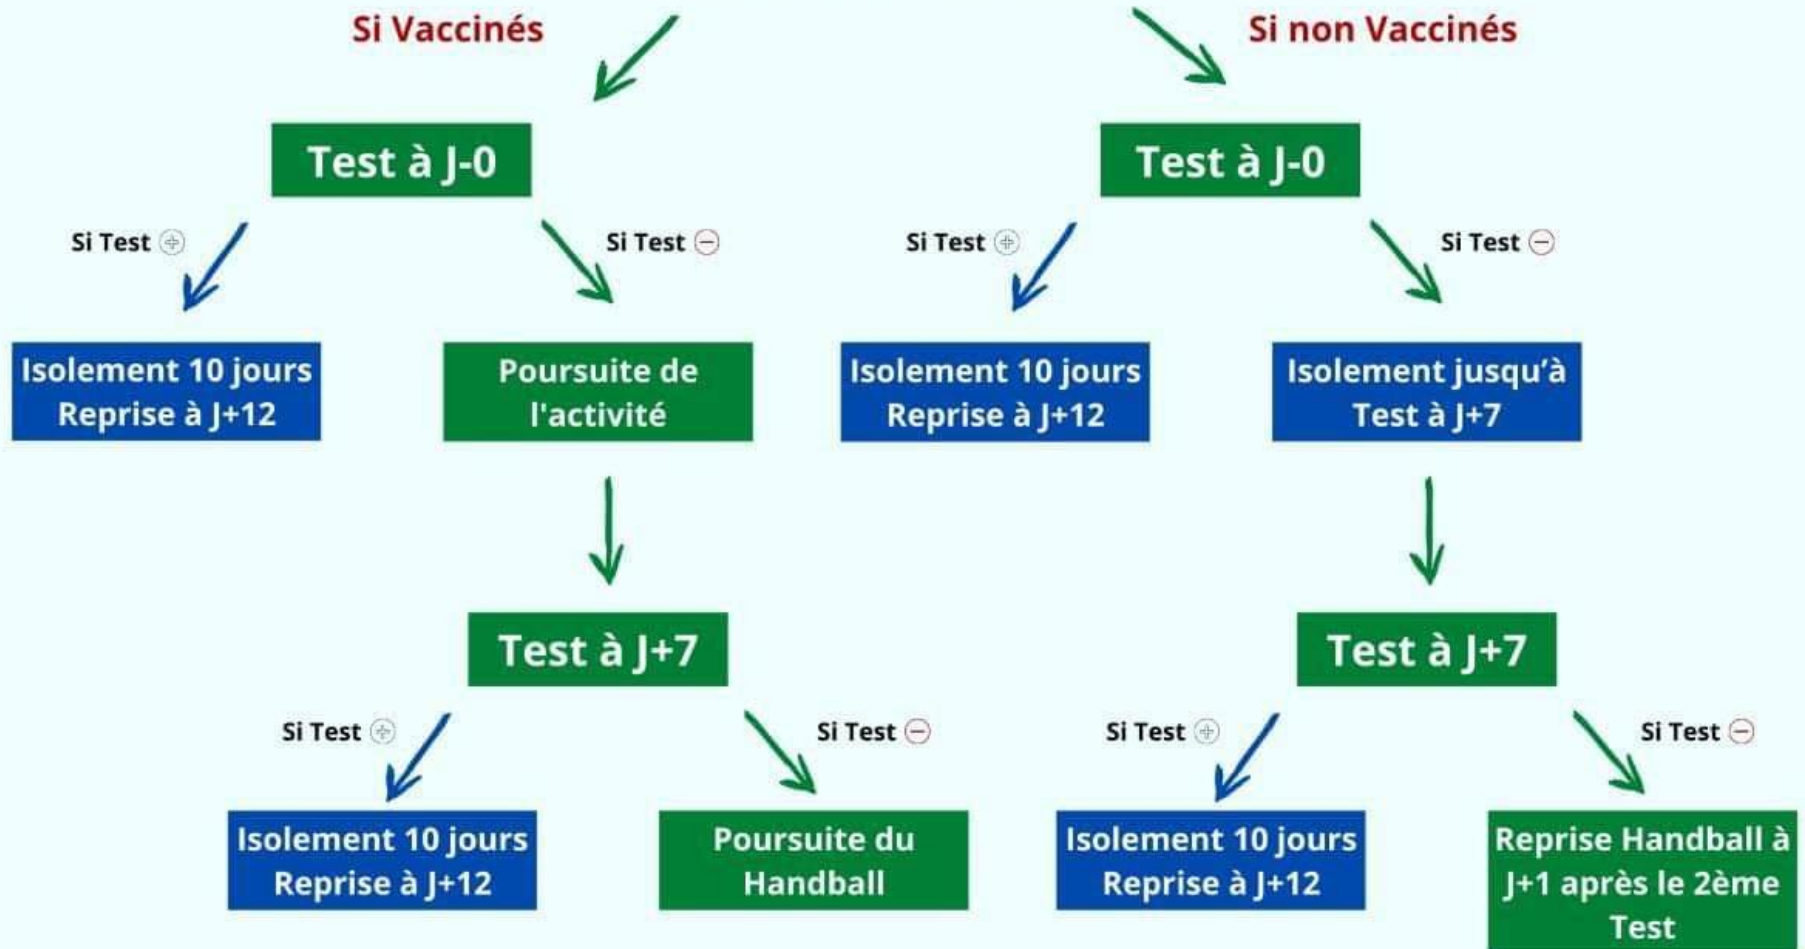 Si Vaccinés
Si non Vaccinés
Test à J-0
Test à J-0
Si Test ⊕
Si Test ⊖
Si Test ⊕
Si Test ⊖
Isolement 10 jours
Reprise à J+12
Poursuite de
l'activité
Isolement 10 jours
Reprise à J+12
Isolement jusqu’à
Test à J+7
Test à J+7
Test à J+7
Si Test ⊕
Si Test ⊖
Si Test ⊕
Si Test ⊖
Isolement 10 jours
Reprise à J+12
Poursuite du
Handball
Isolement 10 jours
Reprise à J+12
Reprise Handball à
J+1 après le 2ème
Test